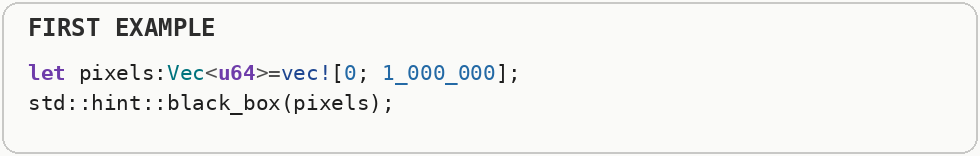 FIRST EXAMPLE
let pixels:Vec<u64>=vec![0; 1_000_000];
std::hint::black_box(pixels);